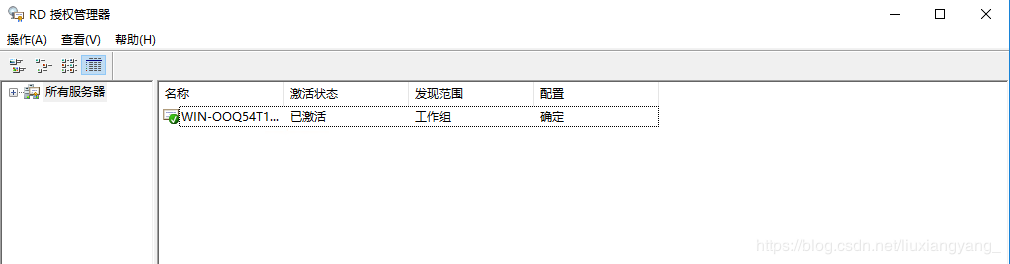 RD 授权管理器
操作(A) 查看(V) 帮助(H)
所有服务器
名称 激活状态 发现范围 配置
WIN-OOQ54T1... 已激活 工作组 确定
https://blog.csdn.net/liuxiangyang_